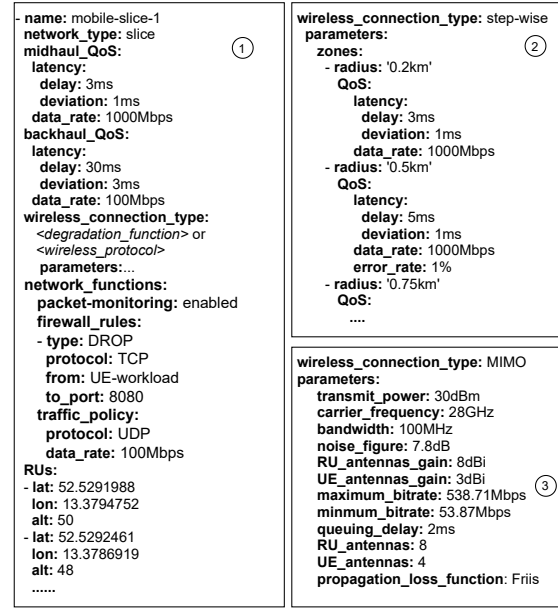 - name: mobile-slice-1
network_type: slice
midhaul_QoS:
latency:
delay: 3ms
deviation: 1ms
data_rate: 1000Mbps
backhaul_QoS:
latency:
delay: 30ms
deviation: 3ms
data_rate: 100Mbps
wireless_connection_type:
<degradation_function> or
<wireless_protocol>
parameters:...
network_functions:
packet-monitoring: enabled
firewall_rules:
- type: DROP
protocol: TCP
from: UE-workload
to_port: 8080
traffic_policy:
protocol: UDP
data_rate: 100Mbps
RUs:
- lat: 52.5291988
lon: 13.3794752
alt: 50
- lat: 52.5292461
lon: 13.3786919
alt: 48
......
1
wireless_connection_type: step-wise
parameters:
zones:
- radius: '0.2km'
QoS:
latency:
delay: 3ms
deviation: 1ms
data_rate: 1000Mbps
- radius: '0.5km'
QoS:
latency:
delay: 5ms
deviation: 1ms
data_rate: 1000Mbps
error_rate: 1%
- radius: '0.75km'
QoS:
....
2
wireless_connection_type: MIMO
parameters:
transmit_power: 30dBm
carrier_frequency: 28GHz
bandwidth: 100MHz
noise_figure: 7.8dB
RU_antennas_gain: 8dBi
UE_antennas_gain: 3dBi
maximum_bitrate: 538.71Mbps
minmum_bitrate: 53.87Mbps
queuing_delay: 2ms
RU_antennas: 8
UE_antennas: 4
propagation_loss_function: Friis
3